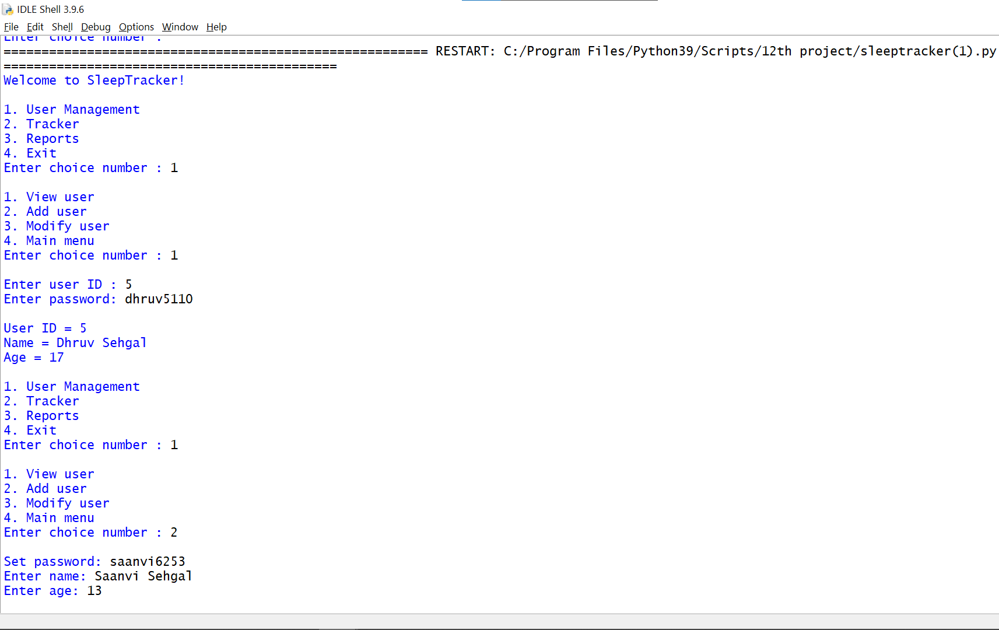 IDLE Shell 3.9.6
File Edit Shell Debug Options Window Help
Enter choice number :
======================================================== RESTART: C:/Program Files/Python39/Scripts/12th project/sleeptracker(1).py
============================================
Welcome to SleepTracker!

1. User Management
2. Tracker
3. Reports
4. Exit
Enter choice number : 1

1. View user
2. Add user
3. Modify user
4. Main menu
Enter choice number : 1

Enter user ID : 5
Enter password: dhruv5110

User ID = 5
Name = Dhruv Sehgal
Age = 17

1. User Management
2. Tracker
3. Reports
4. Exit
Enter choice number : 1

1. View user
2. Add user
3. Modify user
4. Main menu
Enter choice number : 2

Set password: saanvi6253
Enter name: Saanvi Sehgal
Enter age: 13